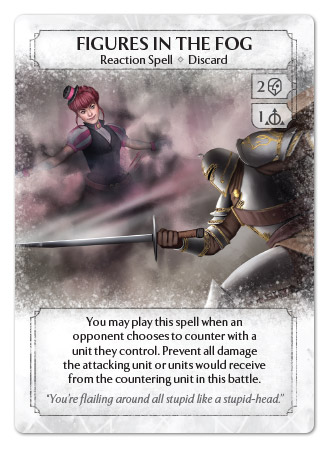 FIGURES IN THE FOG
Reaction Spell ◇ Discard
2
1
You may play this spell when an
opponent chooses to counter with a
unit they control. Prevent all damage
the attacking unit or units would receive
from the countering unit in this battle.
“You’re flailing around all stupid like a stupid-head.”